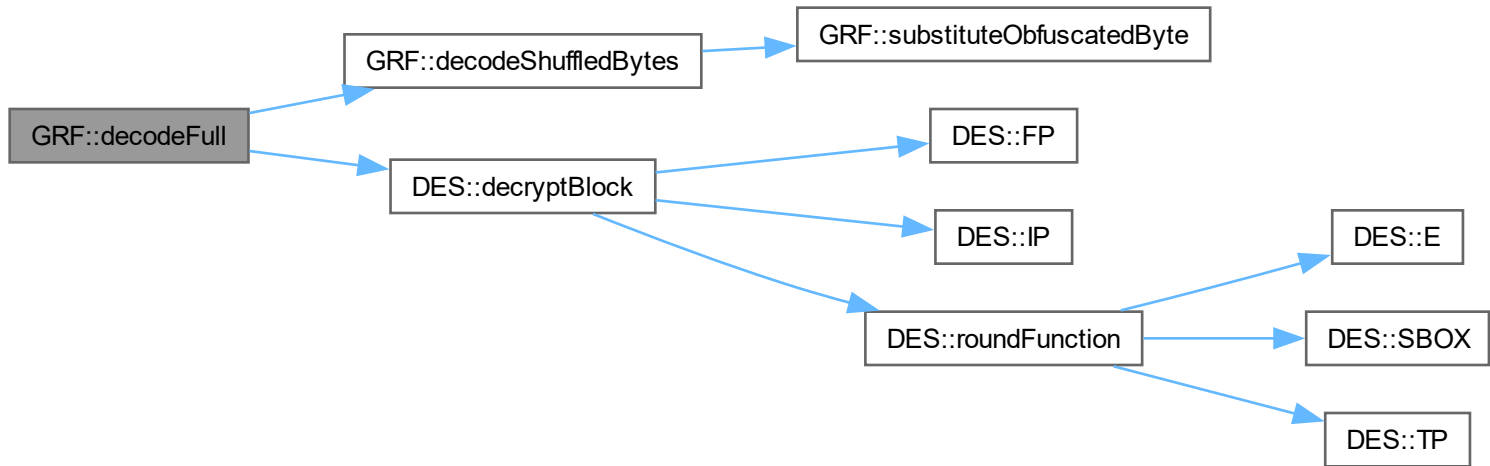 GRF::decodeFull
GRF::decodeShuffledBytes
GRF::substituteObfuscatedByte
DES::decryptBlock
DES::FP
DES::IP
DES::roundFunction
DES::E
DES::SBOX
DES::TP